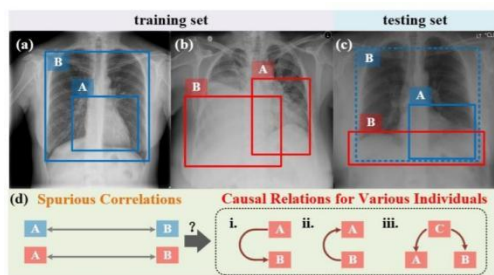 training set
testing set
(a)
(b)
(c)
B
A
A
B
B
A
B
(d) Spurious Correlations
Causal Relations for Various Individuals
A
B
?
A
B
i.
A
B
ii.
A
B
iii.
C
A
B